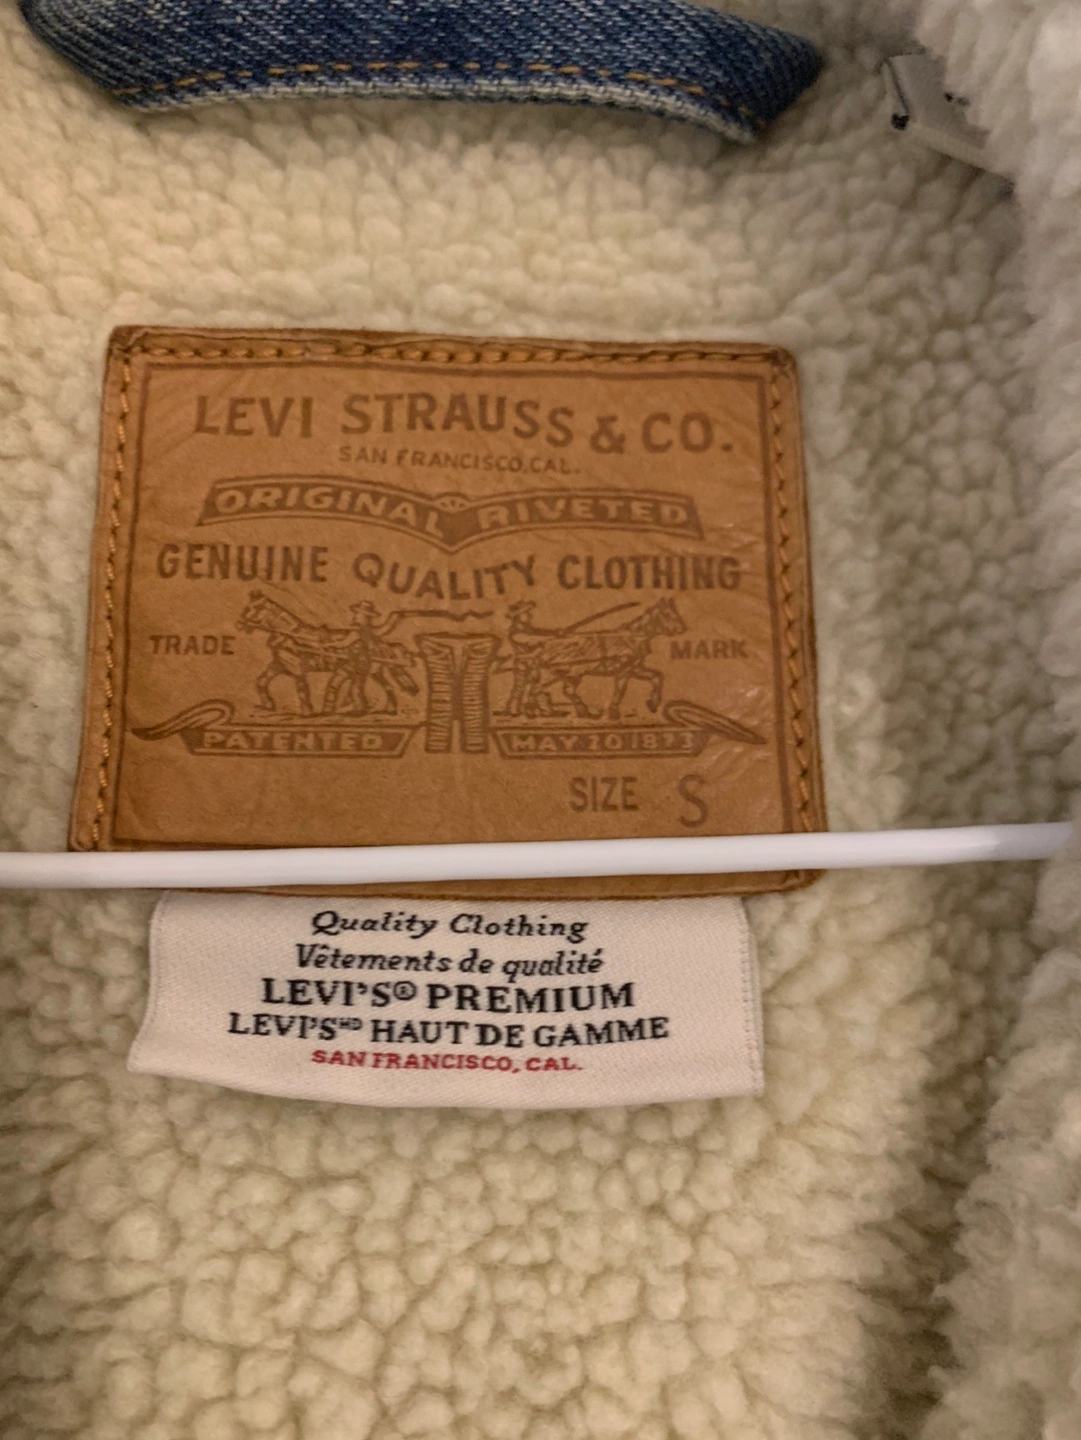 LEVI STRAUSS & CO.
SAN FRANCISCO, CAL.
ORIGINAL RIVETED
GENUINE QUALITY CLOTHING
TRADE MARK
PATENTED MAY 20 1873
SIZE S
Quality Clothing
Vêtements de qualité
LEVI'S® PREMIUM
LEVI'S MD HAUT DE GAMME
SAN FRANCISCO, CAL.